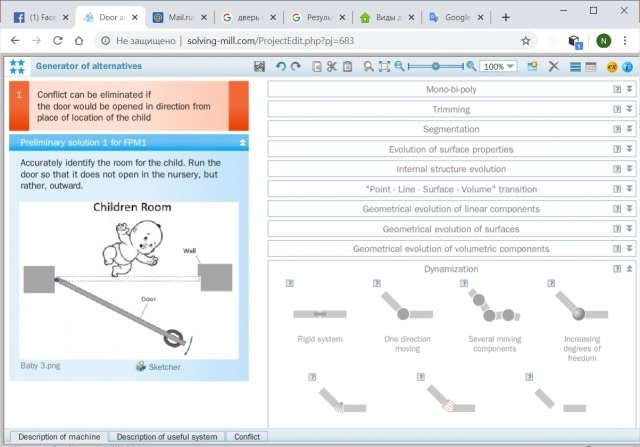 (1) Face
Door an
Mail.ru:
дверь о
Резуль
Виды д
Google
Не защищено | solving-mill.com/ProjectEdit.php?pj=683
N
Generator of alternatives
100%
1
Conflict can be eliminated if
the door would be opened in direction from
place of location of the child
Preliminary solution 1 for FPM1
Accurately identify the room for the child. Run the
door so that it does not open in the nursery, but
rather, outward.
Children Room
Wall
Door
Baby 3.png
Sketcher
Mono-bi-poly
Trimming
Segmentation
Evolution of surface properties
Internal structure evolution
"Point - Line - Surface - Volume" transition
Geometrical evolution of linear components
Geometrical evolution of surfaces
Geometrical evolution of volumetric components
Dynamization
Rigid system
One direction
moving
Several moving
components
Increasing
degrees of
freedom
Description of machine
Description of useful system
Conflict